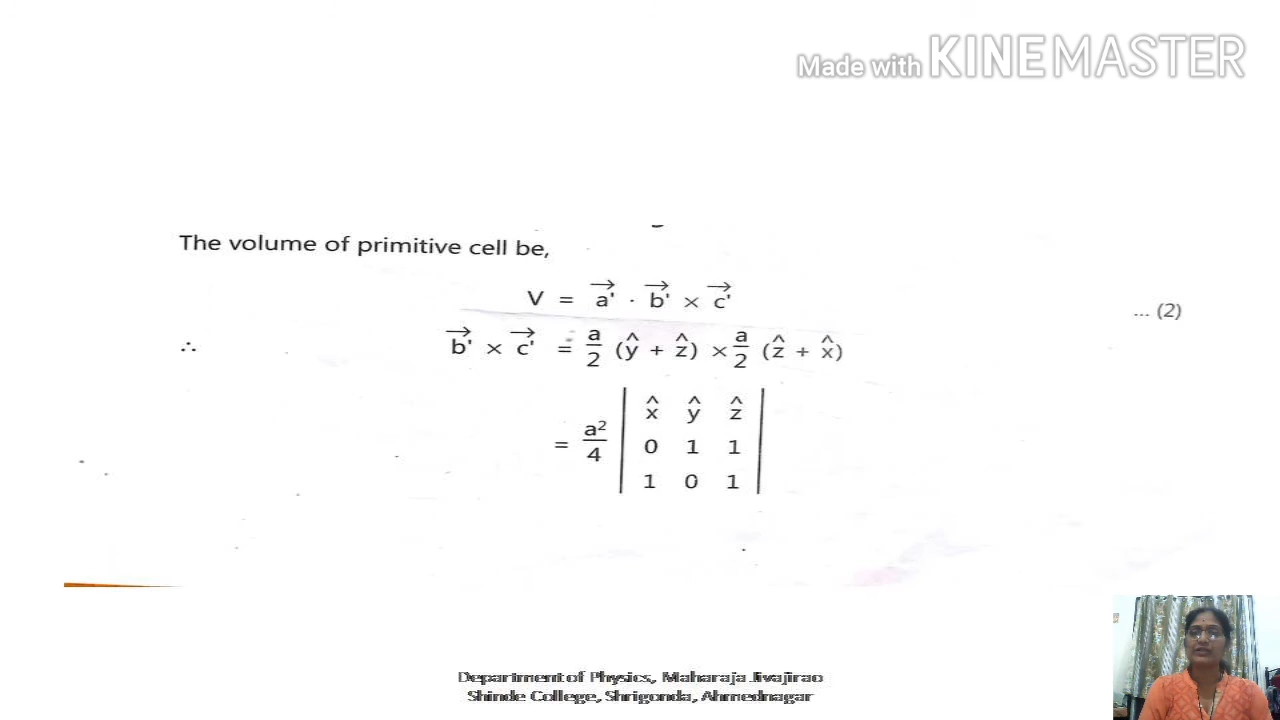 Made with KINEMASTER
The volume of primitive cell be,
V = a⃗' · b⃗' × c⃗' ... (2)
∴ b⃗' × c⃗' = a/2 (ŷ + ẑ) × a/2 (ẑ + x̂)
= a²/4 | x̂ ŷ ẑ |
| 0 1 1 |
| 1 0 1 |
Department of Physics, Maharaja Jivajirao
Shinde College, Shrigonda, Ahmednagar